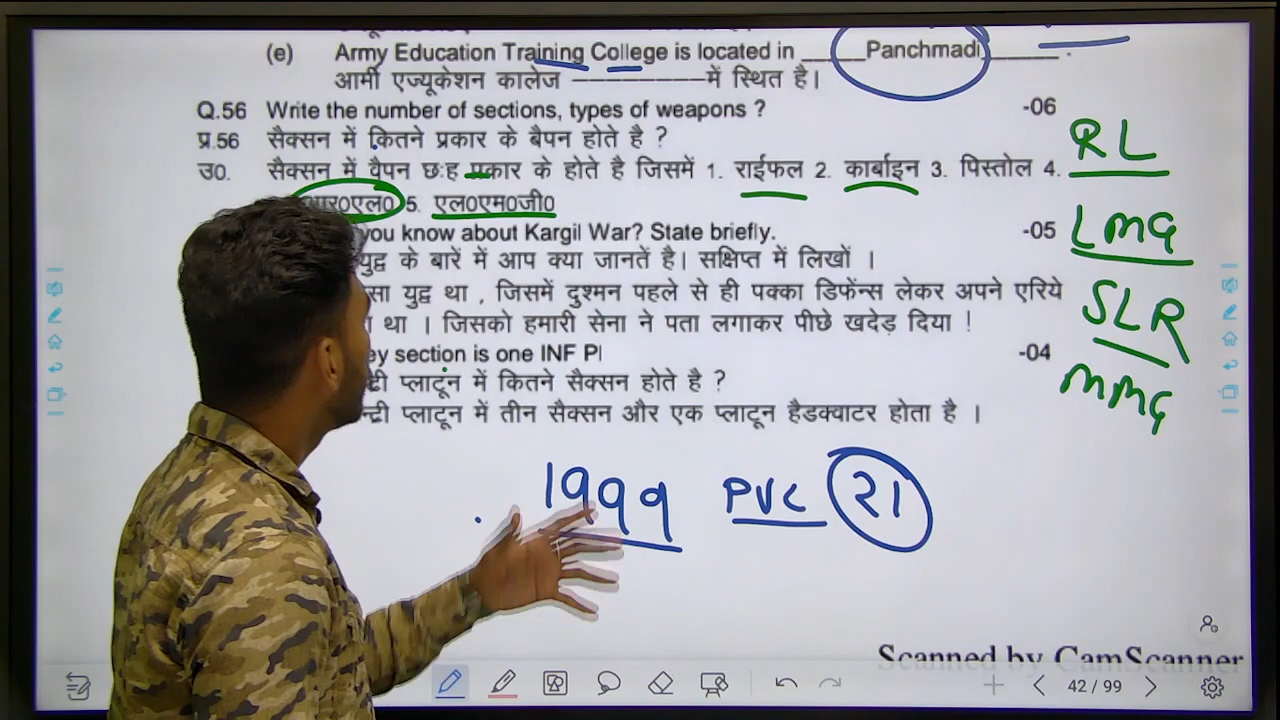 (e) Army Education Training College is located in ______Panchmadi______ .
आर्मी एज्यूकेशन कालेज ————————में स्थित है।
Q.56 Write the number of sections, types of weapons ? -06
प्र.56 सैक्सन में कितने प्रकार के बैपन होते है ?
उ0. सैक्सन में वैपन छःह प्रकार के होते है जिसमें 1. राईफल 2. कार्बाइन 3. पिस्तोल 4.
आर0एल0 5. एल0एम0जी0
you know about Kargil War? State briefly. -05
युद्व के बारें में आप क्या जानतें है। सक्षिप्त में लिखों ।
सा युद्व था , जिसमें दुश्मन पहले से ही पक्का डिफेंन्स लेकर अपने एरिये
था । जिसको हमारी सेना ने पता लगाकर पीछे खदेड़ दिया !
ey section is one INF Pl -04
प्लाटून में कितने सैक्सन होते है ?
प्लाटून में तीन सैक्सन और एक प्लाटून हैडक्वाटर होता है ।
RL
LMG
SLR
MMG
1999 PVC 21
Scanned by CamScanner
42 / 99